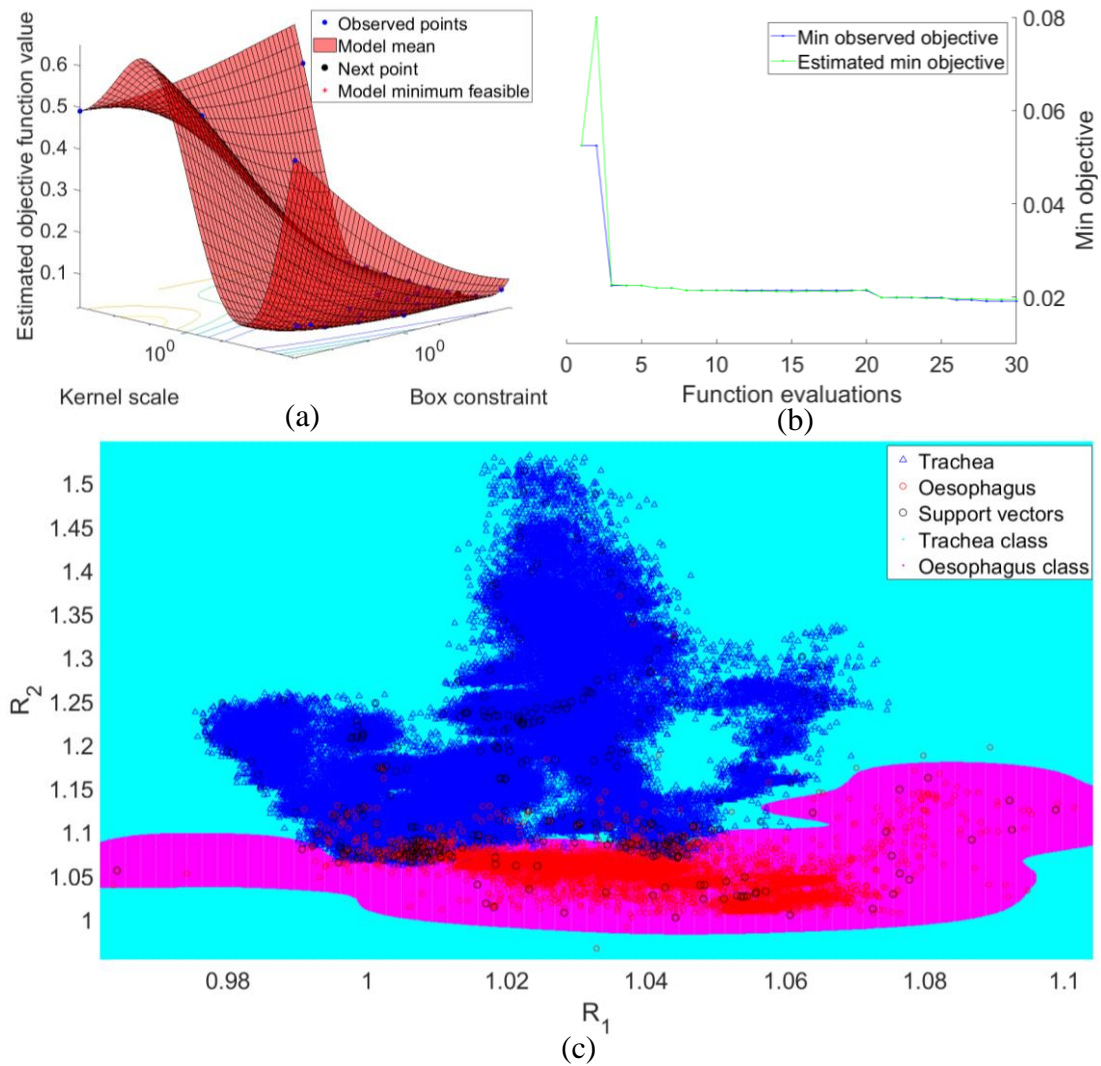 Estimated objective function value
0.6
0.5
0.4
0.3
0.2
0.1
Observed points
Model mean
Next point
Model minimum feasible
10^0
10^0
Kernel scale
Box constraint
(a)
Min observed objective
Estimated min objective
0.08
0.06
0.04
0.02
Min objective
0 5 10 15 20 25 30
Function evaluations
(b)
Trachea
Oesophagus
Support vectors
Trachea class
Oesophagus class
R_2
1.5
1.45
1.4
1.35
1.3
1.25
1.2
1.15
1.1
1.05
1
0.98 1 1.02 1.04 1.06 1.08 1.1
R_1
(c)